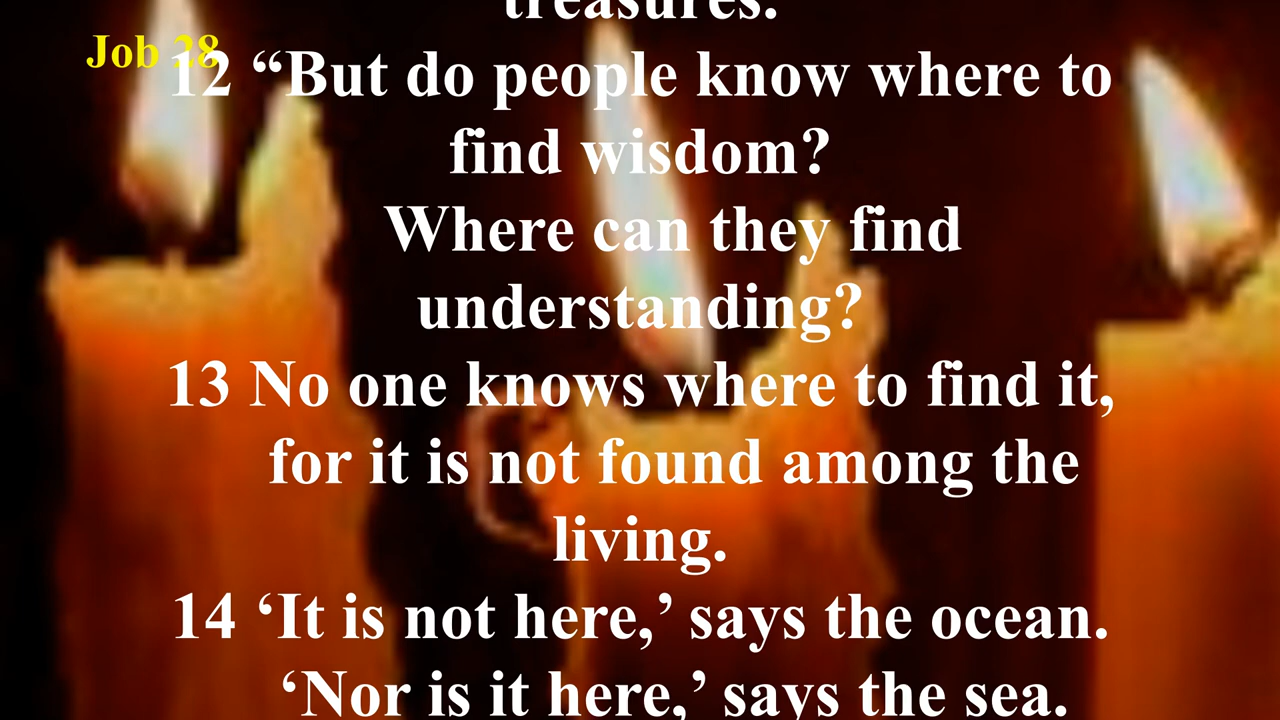 treasures.
Job 28
12 “But do people know where to
find wisdom?
Where can they find
understanding?
13 No one knows where to find it,
for it is not found among the
living.
14 ‘It is not here,’ says the ocean.
‘Nor is it here,’ says the sea.